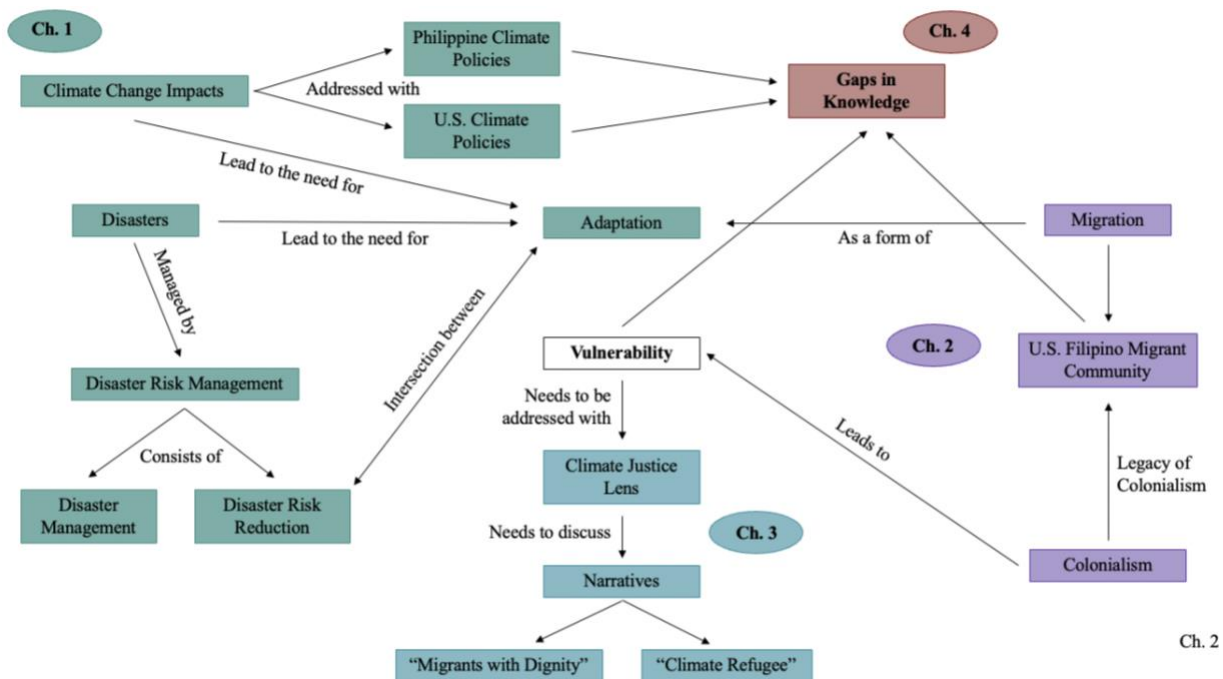 Ch. 1
Philippine Climate
Policies
Ch. 4
Climate Change Impacts
Addressed with
Gaps in
Knowledge
U.S. Climate
Policies
Lead to the need for
Disasters
Lead to the need for
Adaptation
As a form of
Migration
Managed by
Intersection between
Vulnerability
Ch. 2
U.S. Filipino Migrant
Community
Disaster Risk Management
Needs to be
addressed with
Leads to
Consists of
Climate Justice
Lens
Legacy of
Colonialism
Disaster
Management
Disaster Risk
Reduction
Needs to discuss
Ch. 3
Colonialism
Narratives
Ch. 2
“Migrants with Dignity”
“Climate Refugee”